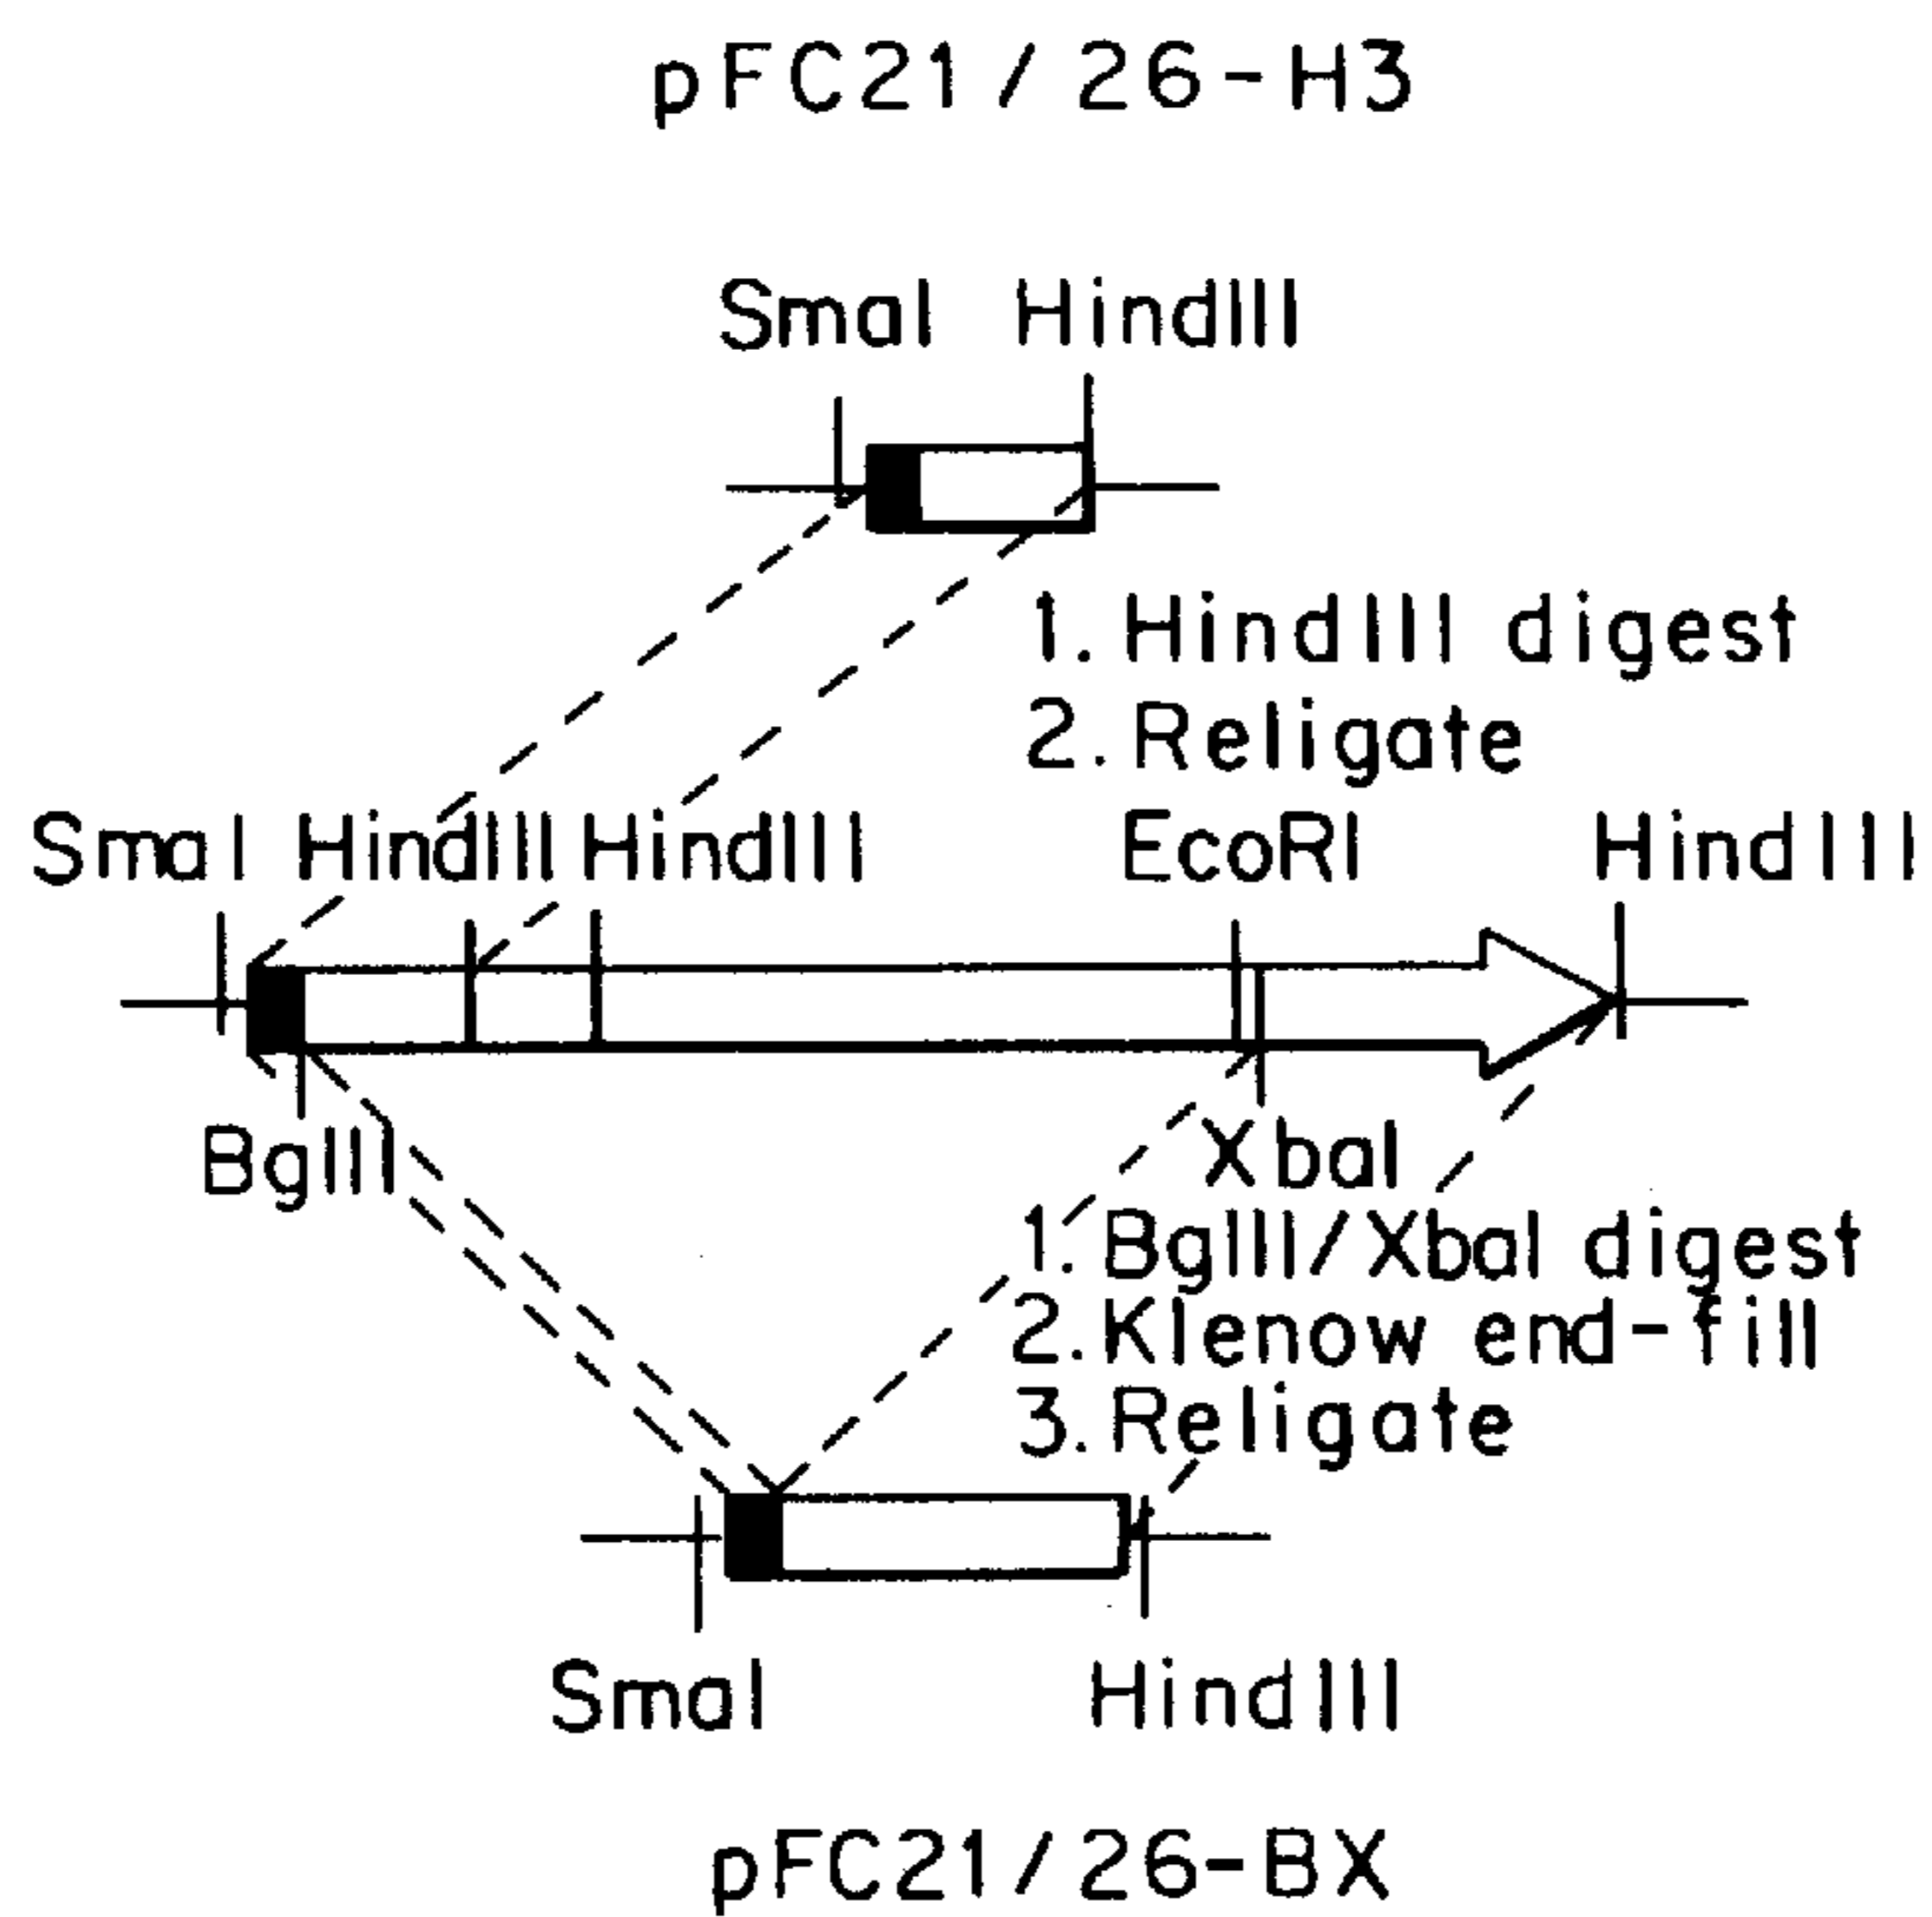 pFC21/26-H3
SmaI HindIII
1. HindIII digest
2. Religate
SmaI HindIII HindIII EcoRI HindIII
BglII XbaI
1. BglII/XbaI digest
2. Klenow end-fill
3. Religate
SmaI HindIII
pFC21/26-BX